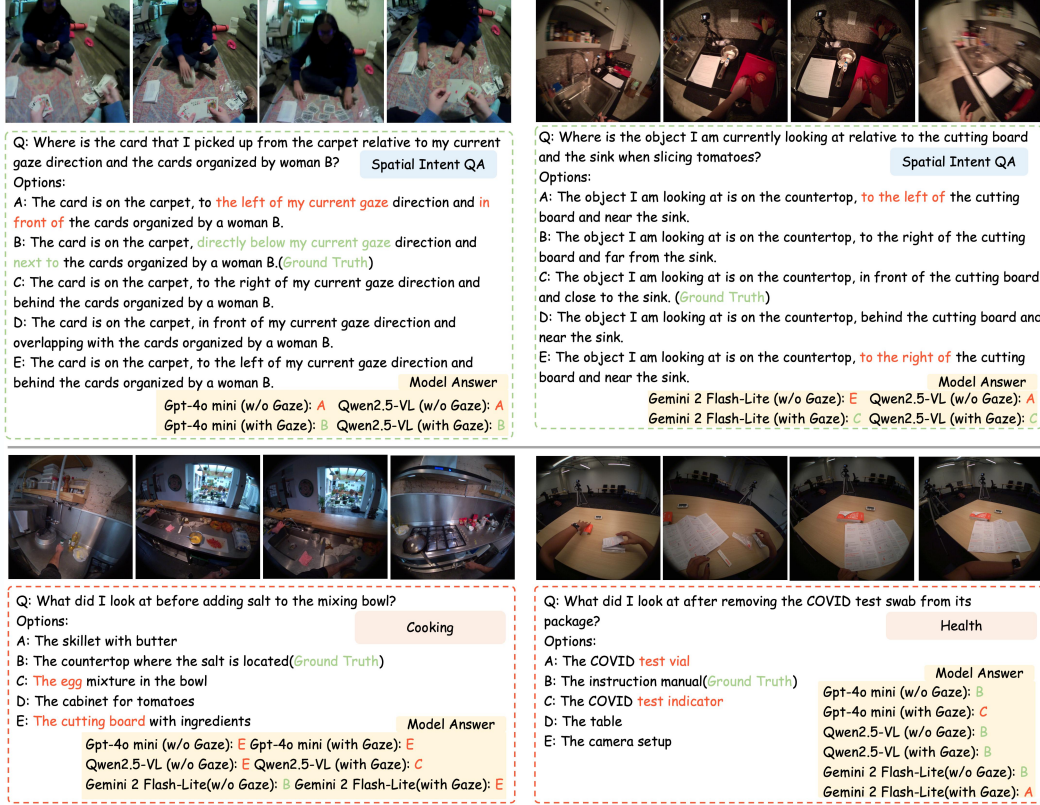 Q: Where is the card that I picked up from the carpet relative to my current
gaze direction and the cards organized by woman B?
Spatial Intent QA
Options:
A: The card is on the carpet, to the left of my current gaze direction and in
front of the cards organized by a woman B.
B: The card is on the carpet, directly below my current gaze direction and
next to the cards organized by a woman B.(Ground Truth)
C: The card is on the carpet, to the right of my current gaze direction and
behind the cards organized by a woman B.
D: The card is on the carpet, in front of my current gaze direction and
overlapping with the cards organized by a woman B.
E: The card is on the carpet, to the left of my current gaze direction and
behind the cards organized by a woman B.
Model Answer
Gpt-4o mini (w/o Gaze): A Qwen2.5-VL (w/o Gaze): A
Gpt-4o mini (with Gaze): B Qwen2.5-VL (with Gaze): B
Q: Where is the object I am currently looking at relative to the cutting board
and the sink when slicing tomatoes?
Spatial Intent QA
Options:
A: The object I am looking at is on the countertop, to the left of the cutting
board and near the sink.
B: The object I am looking at is on the countertop, to the right of the cutting
board and far from the sink.
C: The object I am looking at is on the countertop, in front of the cutting board
and close to the sink. (Ground Truth)
D: The object I am looking at is on the countertop, behind the cutting board and
near the sink.
E: The object I am looking at is on the countertop, to the right of the cutting
board and near the sink.
Model Answer
Gemini 2 Flash-Lite (w/o Gaze): E Qwen2.5-VL (w/o Gaze): A
Gemini 2 Flash-Lite (with Gaze): C Qwen2.5-VL (with Gaze): C
Q: What did I look at before adding salt to the mixing bowl?
Cooking
Options:
A: The skillet with butter
B: The countertop where the salt is located(Ground Truth)
C: The egg mixture in the bowl
D: The cabinet for tomatoes
E: The cutting board with ingredients
Model Answer
Gpt-4o mini (w/o Gaze): E Gpt-4o mini (with Gaze): E
Qwen2.5-VL (w/o Gaze): E Qwen2.5-VL (with Gaze): C
Gemini 2 Flash-Lite(w/o Gaze): B Gemini 2 Flash-Lite(with Gaze): E
Q: What did I look at after removing the COVID test swab from its
package?
Health
Options:
A: The COVID test vial
B: The instruction manual(Ground Truth)
C: The COVID test indicator
D: The table
E: The camera setup
Model Answer
Gpt-4o mini (w/o Gaze): B
Gpt-4o mini (with Gaze): C
Qwen2.5-VL (w/o Gaze): B
Qwen2.5-VL (with Gaze): B
Gemini 2 Flash-Lite(w/o Gaze): B
Gemini 2 Flash-Lite(with Gaze): A